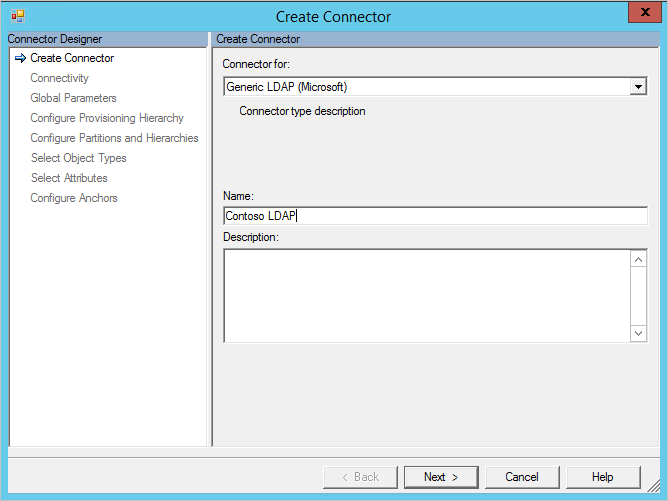 Create Connector
x
Connector Designer
Create Connector
Connectivity
Global Parameters
Configure Provisioning Hierarchy
Configure Partitions and Hierarchies
Select Object Types
Select Attributes
Configure Anchors
Create Connector
Connector for:
Generic LDAP (Microsoft)
Connector type description
Name:
Contoso LDAP
Description:
< Back
Next >
Cancel
Help